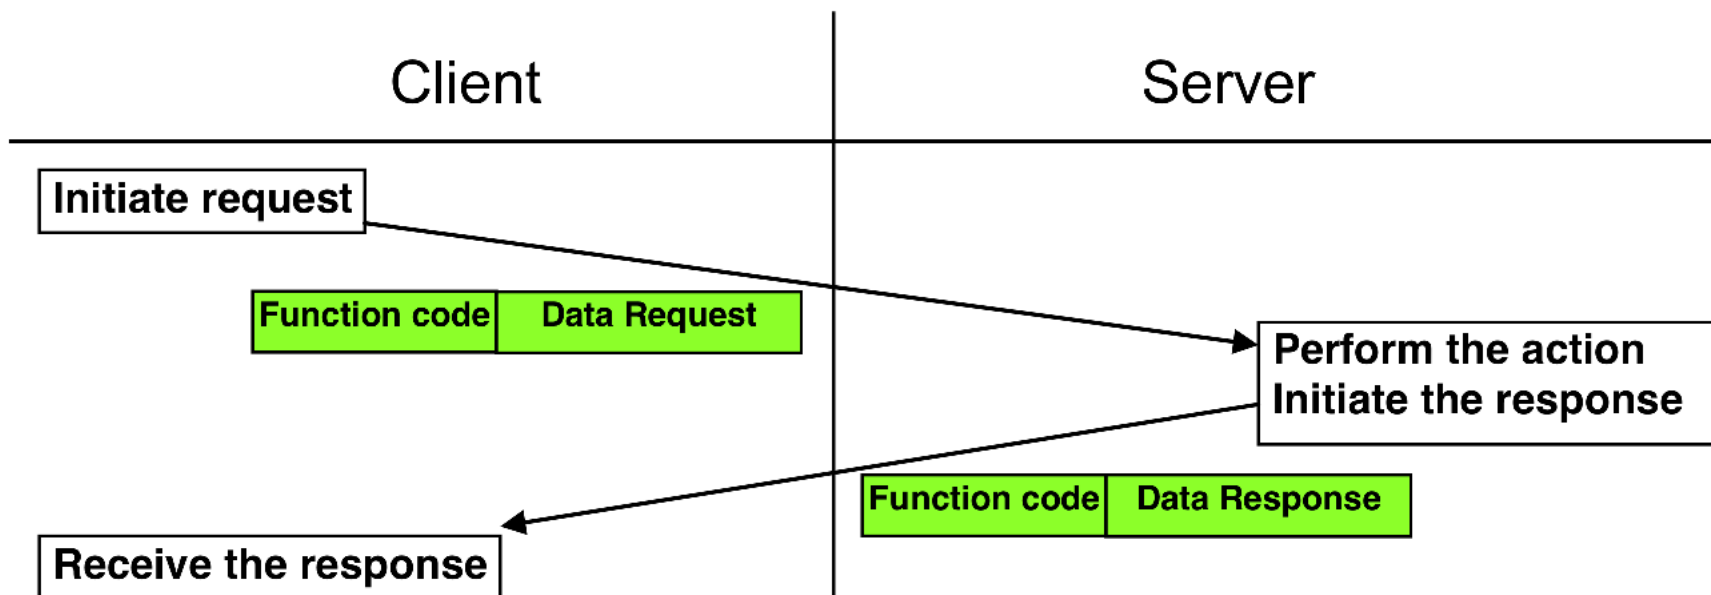 Client
Server
Initiate request
Function code Data Request
Perform the action
Initiate the response
Function code Data Response
Receive the response